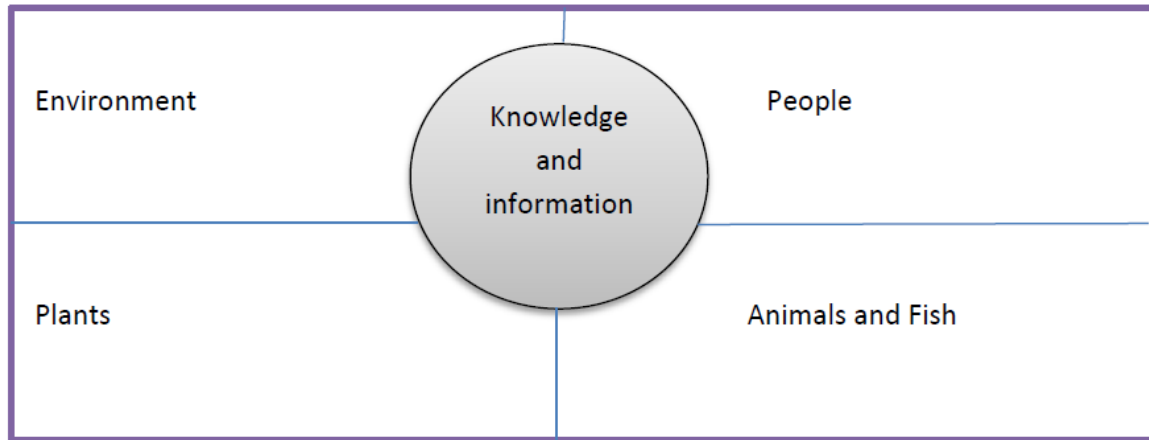 Environment
People
Knowledge
and
information
Plants
Animals and Fish